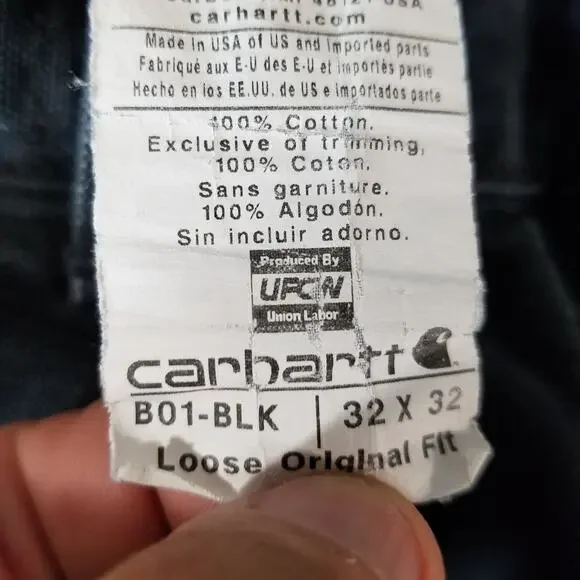 USA
carhartt.com
Made in USA of US and Imported parts
Fabriqué aux E-U des E-U et importés partie
Hecho en los EE.UU. de US e importados parte
100% Cotton.
Exclusive of trimming,
100% Coton.
Sans garniture.
100% Algodón.
Sin incluir adorno.
Produced By
UFCW
Union Labor
carhartt
B01-BLK | 32 X 32
Loose Original Fit